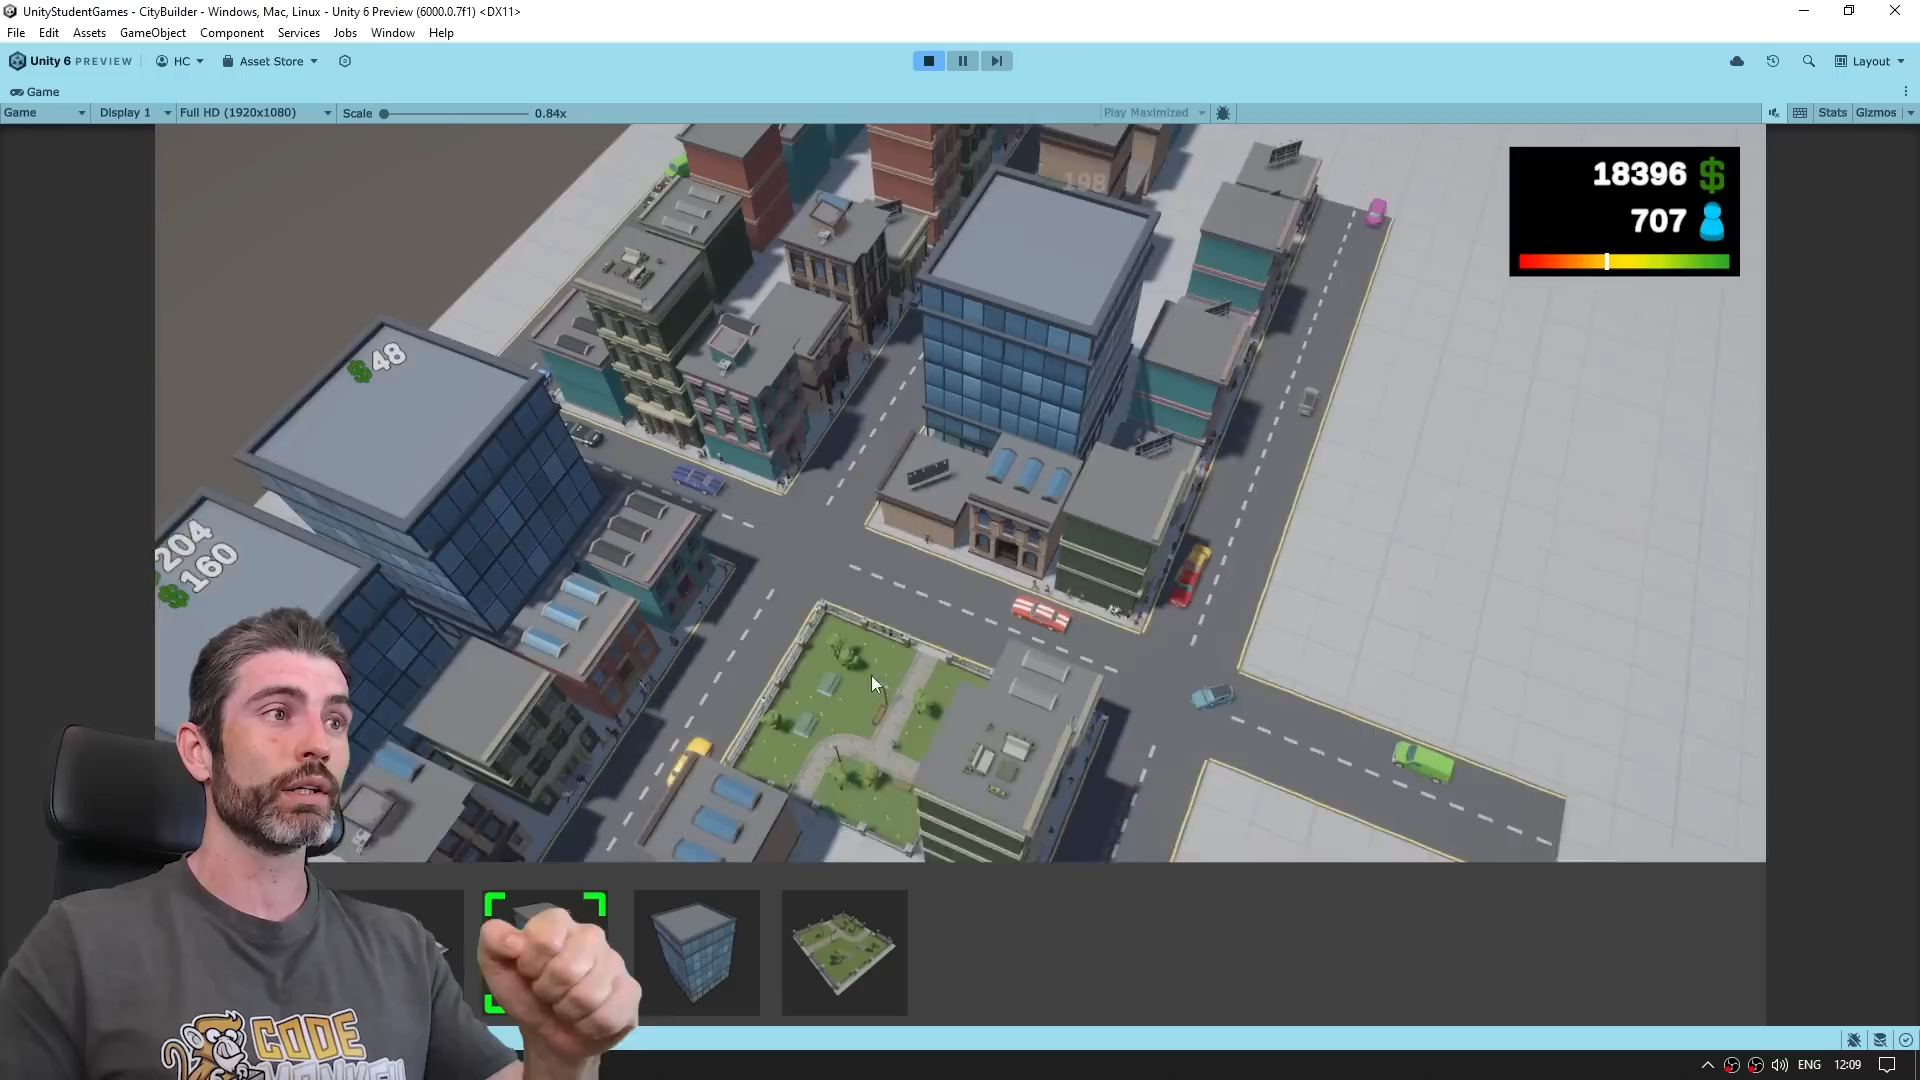 UnityStudentGames - CityBuilder - Windows, Mac, Linux - Unity 6 Preview (6000.0.7f1) <DX11>
File Edit Assets GameObject Component Services Jobs Window Help
Unity 6 PREVIEW HC Asset Store Layout
Game
Game Display 1 Full HD (1920x1080) Scale 0.84x Play Maximized Stats Gizmos
18396 $
707
198
$ 48
204
$ 160
CODE
MONKEY
ENG 12:09